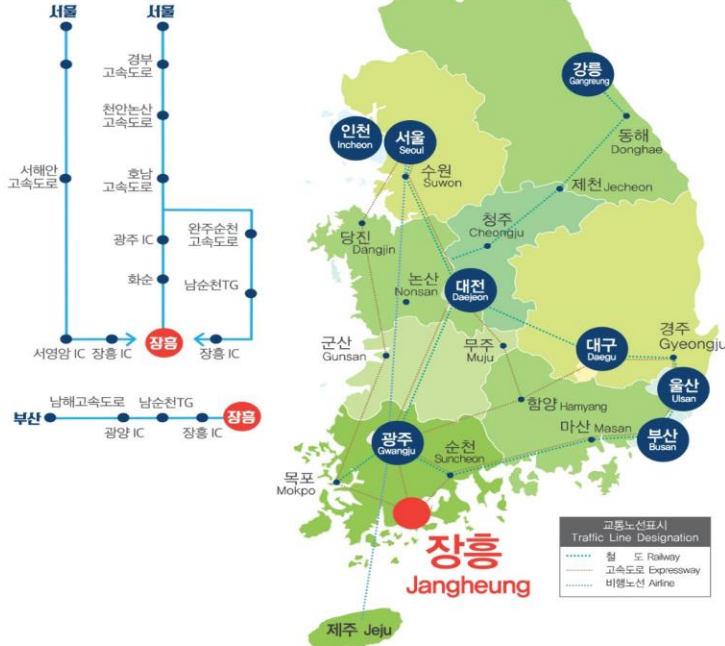 서울
서울
경부
고속도로
천안논산
고속도로
서해안
고속도로
호남
고속도로
광주 IC
완주순천
고속도로
화순
남순천TG
서영암 IC
장흥 IC
장흥
장흥 IC
부산
남해고속도로
광양 IC
남순천TG
장흥 IC
장흥
강릉
Gangreung
동해
Donghae
인천
Incheon
서울
Seoul
수원
Suwon
제천 Jecheon
청주
Cheongju
당진
Dangjin
논산
Nonsan
대전
Daejeon
군산
Gunsan
무주
Muju
대구
Daegu
경주
Gyeongju
울산
Ulsan
함양 Hamyang
마산 Masan
부산
Busan
광주
Gwangju
순천
Suncheon
목포
Mokpo
장흥
Jangheung
제주 Jeju
교통노선표시
Traffic Line Designation
철 도 Railway
고속도로 Expressway
비행노선 Airline